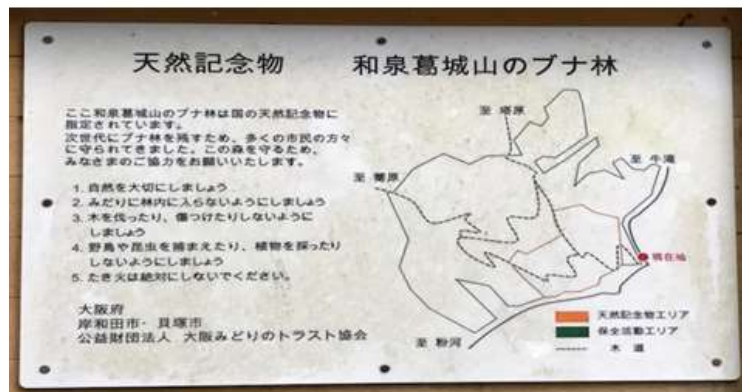 天然記念物　和泉葛城山のブナ林
ここ和泉葛城山のブナ林は国の天然記念物に
指定されています。
次世代にブナ林を残すため、多くの市民の方々
に守られてきました。この森を守るため、
みなさまのご協力をお願いいたします。
1. 自然を大切にしましょう
2. みだりに林内に入らないようにしましょう
3. 木を伐ったり、傷つけたりしないように
しましょう
4. 野鳥や昆虫を捕まえたり、植物を採ったり
しないようにしましょう
5. たき火は絶対にしないでください。
大阪府
岸和田市・貝塚市
公益財団法人 大阪みどりのトラスト協会
至 塔原
至 牛滝
至 蕎原
現在地
至 粉河
天然記念物エリア
保全活動エリア
木道